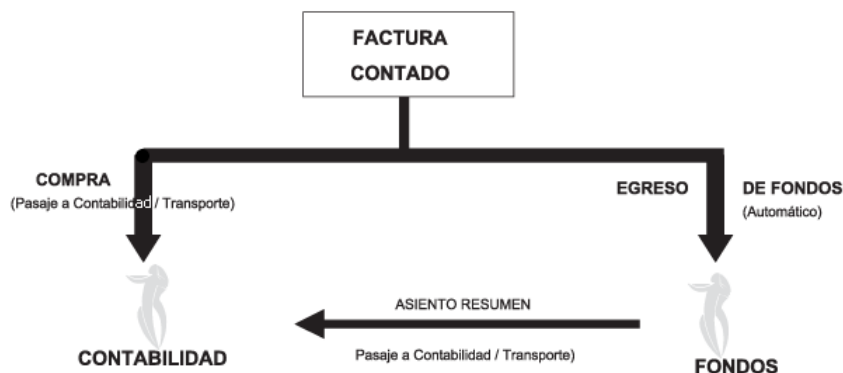 FACTURA
CONTADO
COMPRA
(Pasaje a Contabilidad / Transporte)
EGRESO DE FONDOS
(Automático)
ASIENTO RESUMEN
Pasaje a Contabilidad / Transporte)
CONTABILIDAD
FONDOS